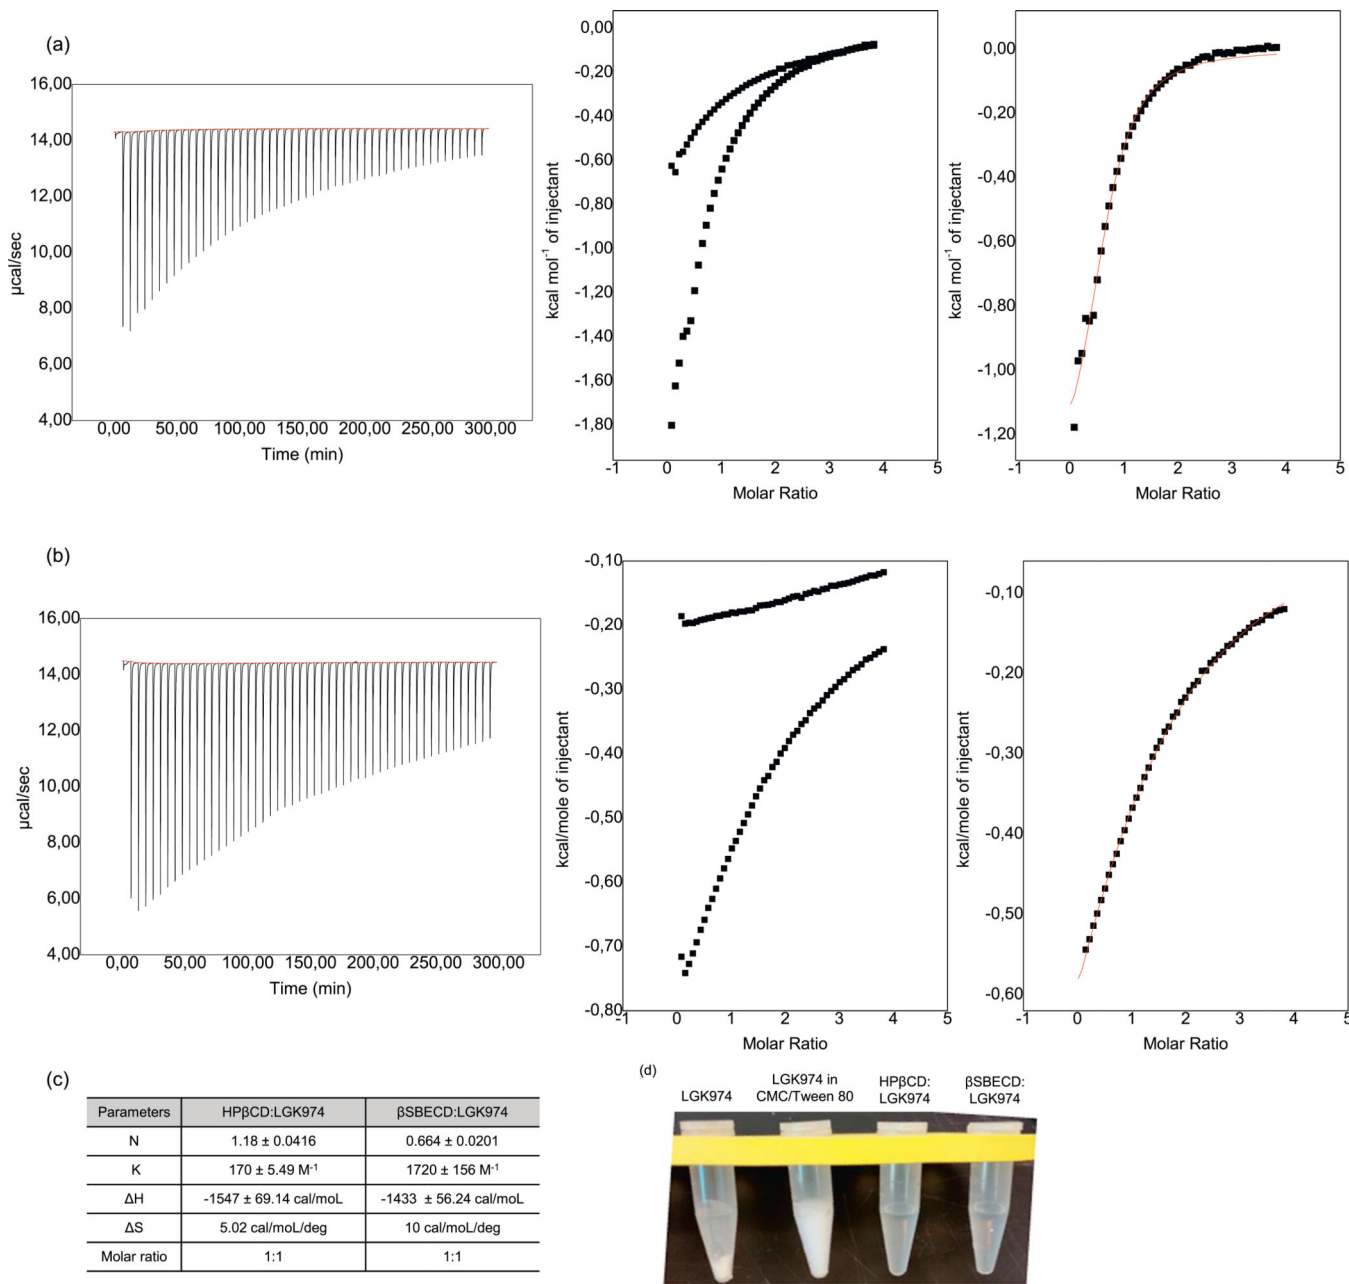 (a)
16,00
14,00
12,00
10,00
8,00
6,00
4,00
µcal/sec
0,00 50,00 100,00 150,00 200,00 250,00 300,00
Time (min)
0,00
-0,20
-0,40
-0,60
-0,80
-1,00
-1,20
-1,40
-1,60
-1,80
kcal mol⁻¹ of injectant
-1 0 1 2 3 4 5
Molar Ratio
0,00
-0,20
-0,40
-0,60
-0,80
-1,00
-1,20
kcal mol⁻¹ of injectant
-1 0 1 2 3 4 5
Molar Ratio
(b)
16,00
14,00
12,00
10,00
8,00
6,00
4,00
µcal/sec
0,00 50,00 100,00 150,00 200,00 250,00 300,00
Time (min)
-0,10
-0,20
-0,30
-0,40
-0,50
-0,60
-0,70
-0,80
kcal/mole of injectant
-1 0 1 2 3 4 5
Molar Ratio
-0,10
-0,20
-0,30
-0,40
-0,50
-0,60
kcal/mole of injectant
-1 0 1 2 3 4 5
Molar Ratio
(c)
Parameters HPβCD:LGK974 βSBECD:LGK974
N 1.18 ± 0.0416 0.664 ± 0.0201
K 170 ± 5.49 M⁻¹ 1720 ± 156 M⁻¹
ΔH -1547 ± 69.14 cal/moL -1433 ± 56.24 cal/moL
ΔS 5.02 cal/moL/deg 10 cal/moL/deg
Molar ratio 1:1 1:1
(d)
LGK974
LGK974 in
CMC/Tween 80
HPβCD:
LGK974
βSBECD:
LGK974